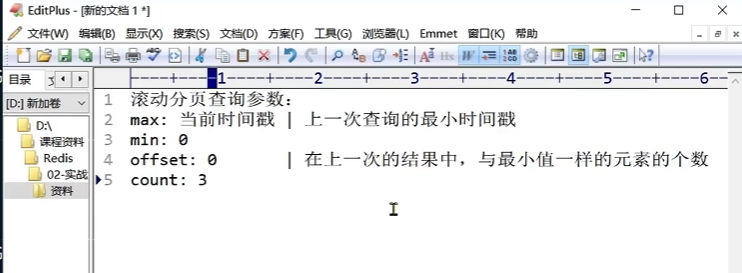 EditPlus - [新的文档 1 *]
文件(W) 编辑(B) 显示(X) 搜索(S) 文档(D) 方案(F) 工具(G) 浏览器(L) Emmet 窗口(K) 帮助
目录 文
[D:] 新加卷
D:\
课程资料
Redis
02-实战
资料
----+----1----+----2----+----3----+----4----+----5----+----6--
1 滚动分页查询参数:
2 max: 当前时间戳 | 上一次查询的最小时间戳
3 min: 0
4 offset: 0 | 在上一次的结果中，与最小值一样的元素的个数
5 count: 3